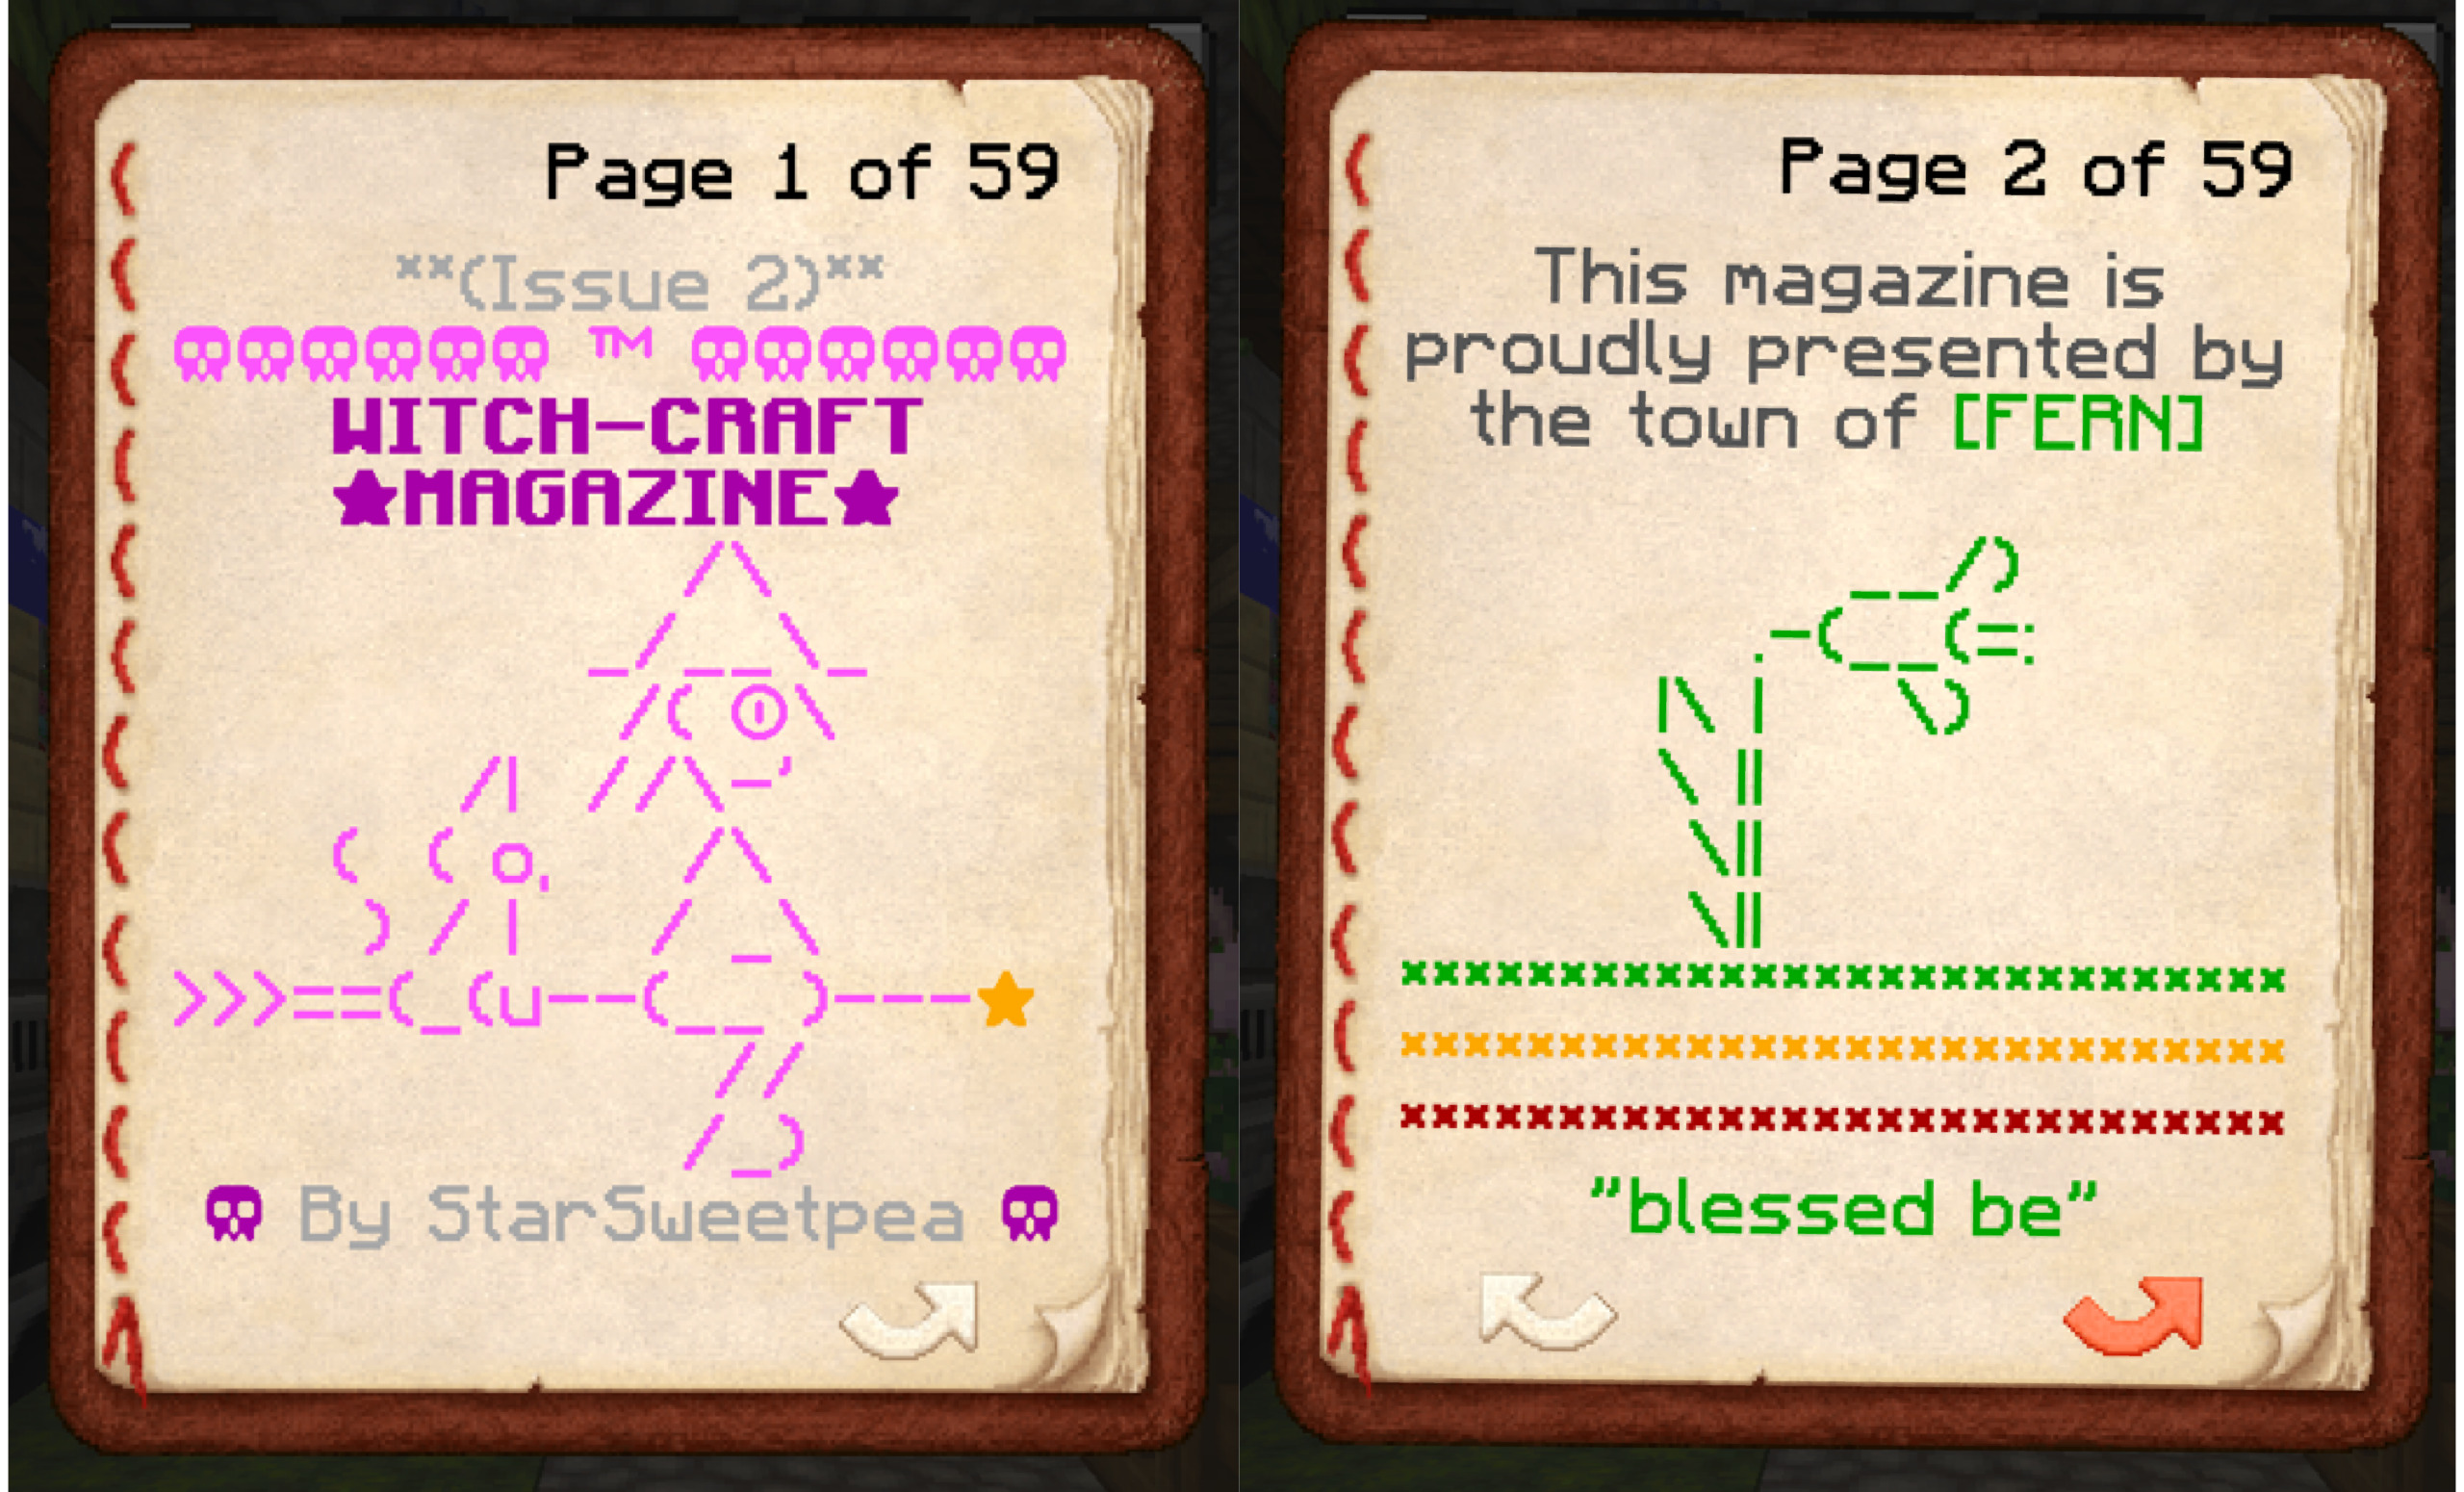 Page 1 of 59
**(Issue 2)**
☠☠☠☠☠☠ ™ ☠☠☠☠☠☠
WITCH-CRAFT
★MAGAZINE★
☠ By StarSweetpea ☠
Page 2 of 59
This magazine is
proudly presented by
the town of [FERN]
****************************
****************************
****************************
"blessed be"